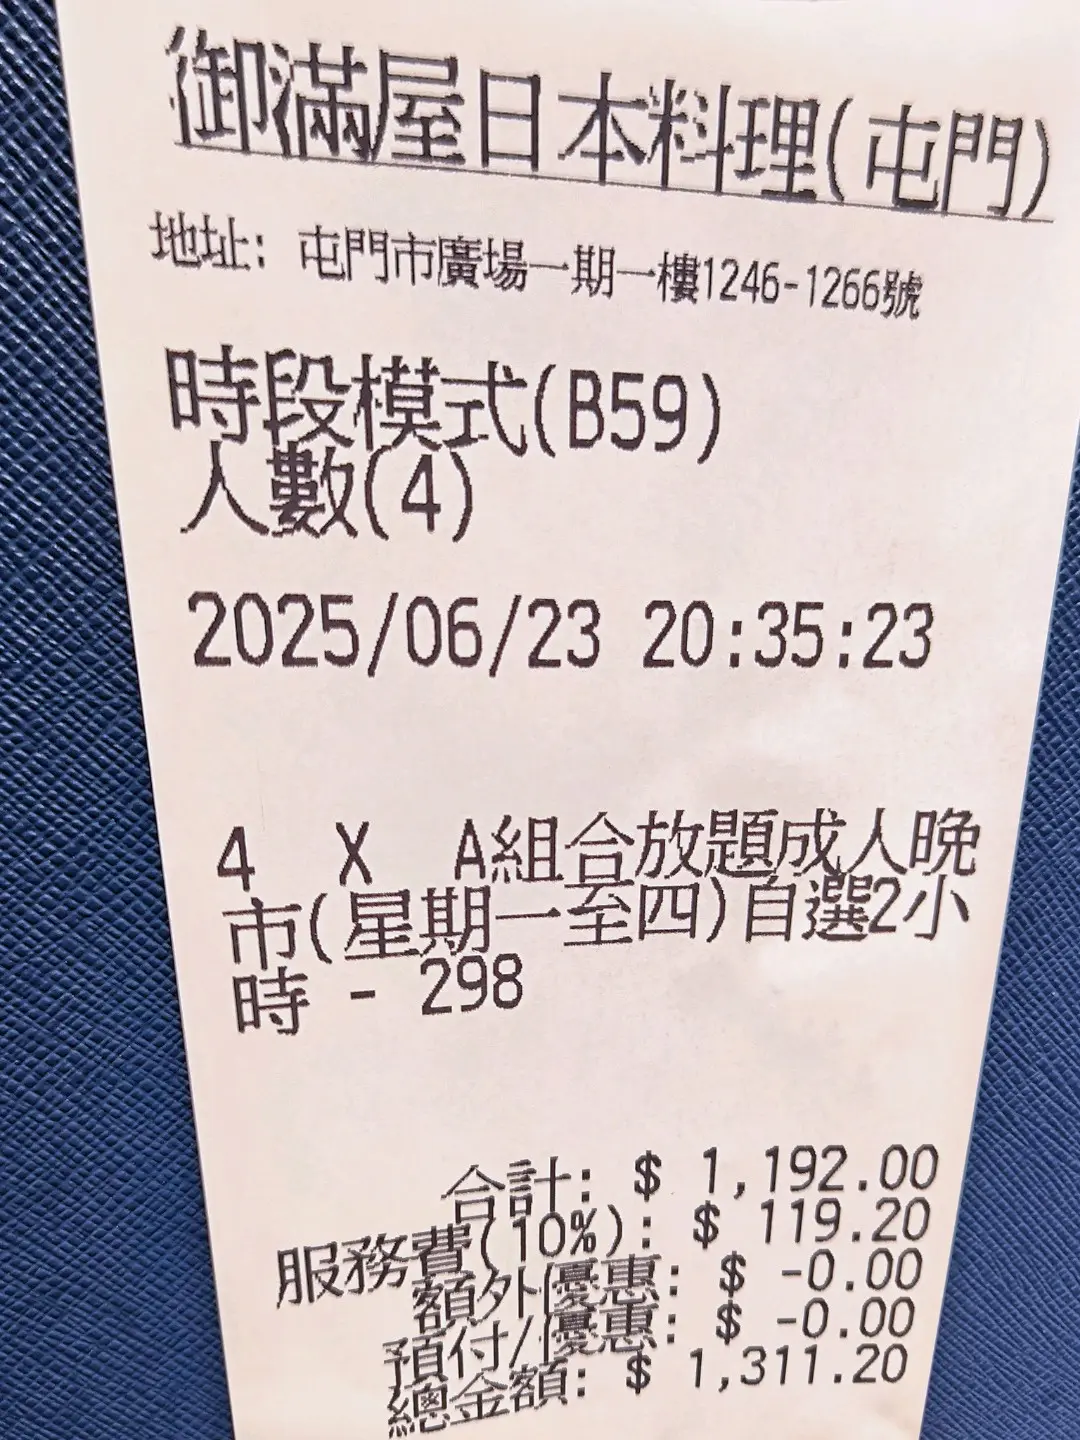 御滿屋日本料理(屯門)
地址: 屯門市廣場一期一樓1246-1266號
時段模式(B59)
人數(4)
2025/06/23 20:35:23
4 X A組合放題成人晚
市(星期一至四)自選2小
時 - 298
合計: $ 1,192.00
服務費(10%): $ 119.20
額外優惠: $ -0.00
預付/優惠: $ -0.00
總金額: $ 1,311.20